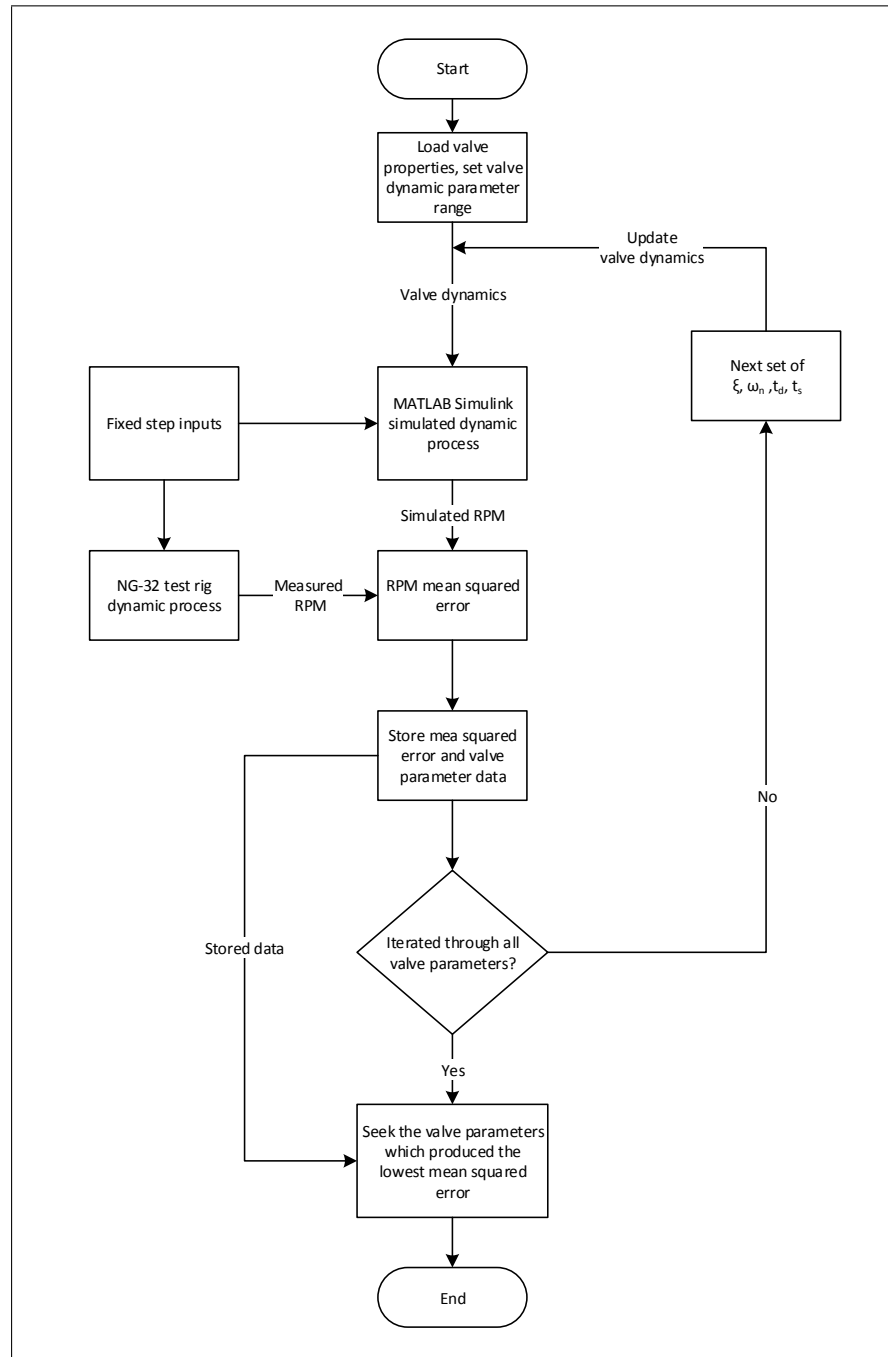 Start
Load valve
properties, set valve
dynamic parameter
range
Update
valve dynamics
Valve dynamics
Fixed step inputs
MATLAB Simulink
simulated dynamic
process
Next set of
ξ, ωn ,td, ts
Simulated RPM
NG-32 test rig
dynamic process
Measured
RPM
RPM mean squared
error
Store mea squared
error and valve
parameter data
No
Stored data
Iterated through all
valve parameters?
Yes
Seek the valve parameters
which produced the
lowest mean squared
error
End